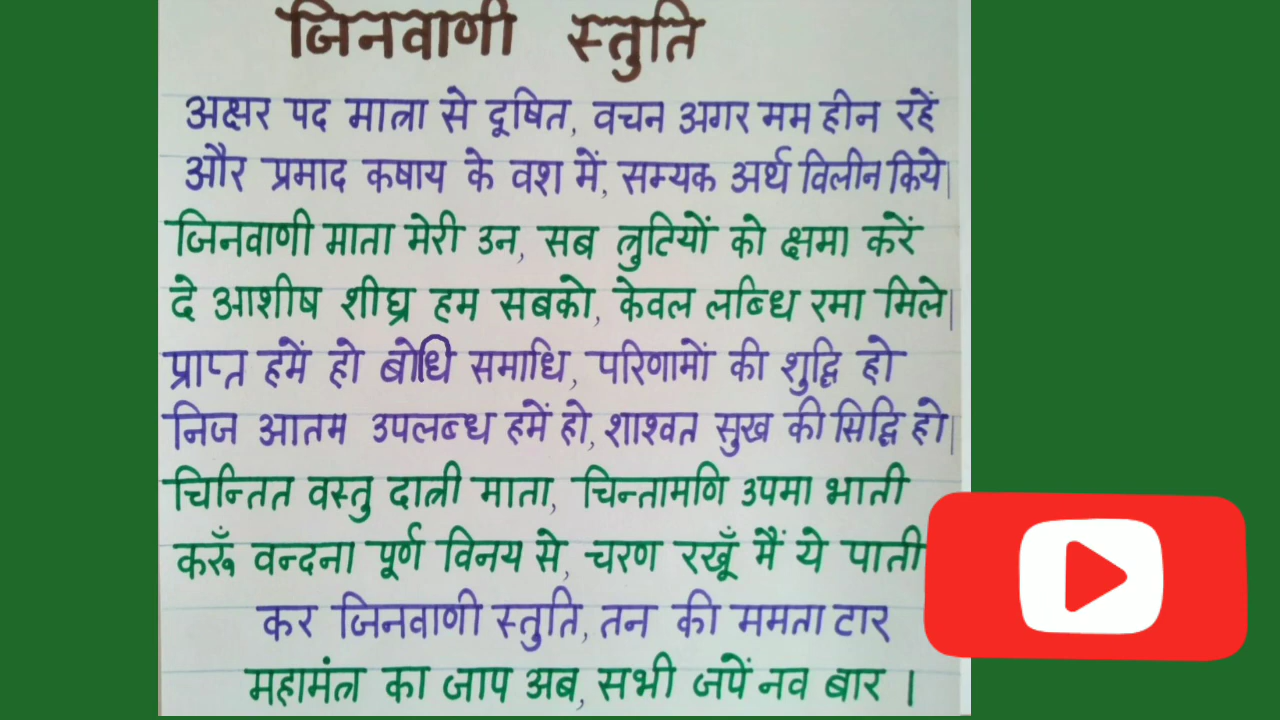 जिनवाणी स्तुति
अक्षर पद मात्रा से दूषित, वचन अगर मम हीन रहें
और प्रमाद कषाय के वश में, सम्यक अर्थ विलीन किये।
जिनवाणी माता मेरी उन, सब त्रुटियों को क्षमा करें
दे आशीष शीघ्र हम सबको, केवल लब्धि रमा मिले।
प्राप्त हमें हो बोधि समाधि, परिणामों की शुद्धि हो
निज आतम उपलब्ध हमें हो, शाश्वत सुख की सिद्धि हो।
चिन्तित वस्तु दात्री माता, चिन्तामणि उपमा भाती
करूँ वन्दना पूर्ण विनय से, चरण रखूँ मैं ये पाती
कर जिनवाणी स्तुति, तन की ममता टार
महामंत्र का जाप अब, सभी जपें नव बार ।